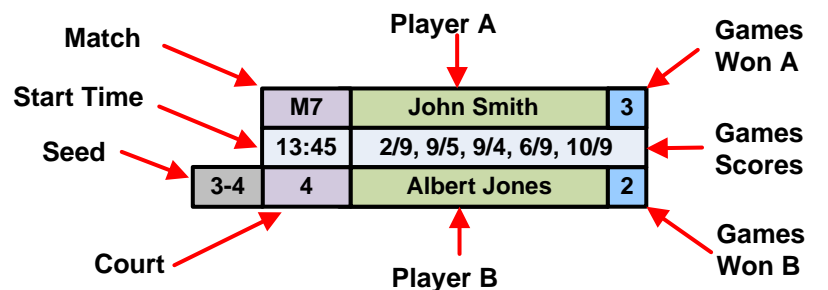 Player A
Match
Games
Won A
Start Time
M7 John Smith 3
13:45 2/9, 9/5, 9/4, 6/9, 10/9
Games
Scores
Seed
3-4 4 Albert Jones 2
Court
Player B
Games
Won B